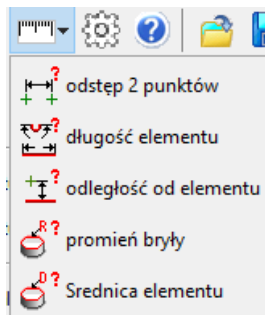 odstęp 2 punktów
długość elementu
odległość od elementu
promień bryły
Srednica elementu